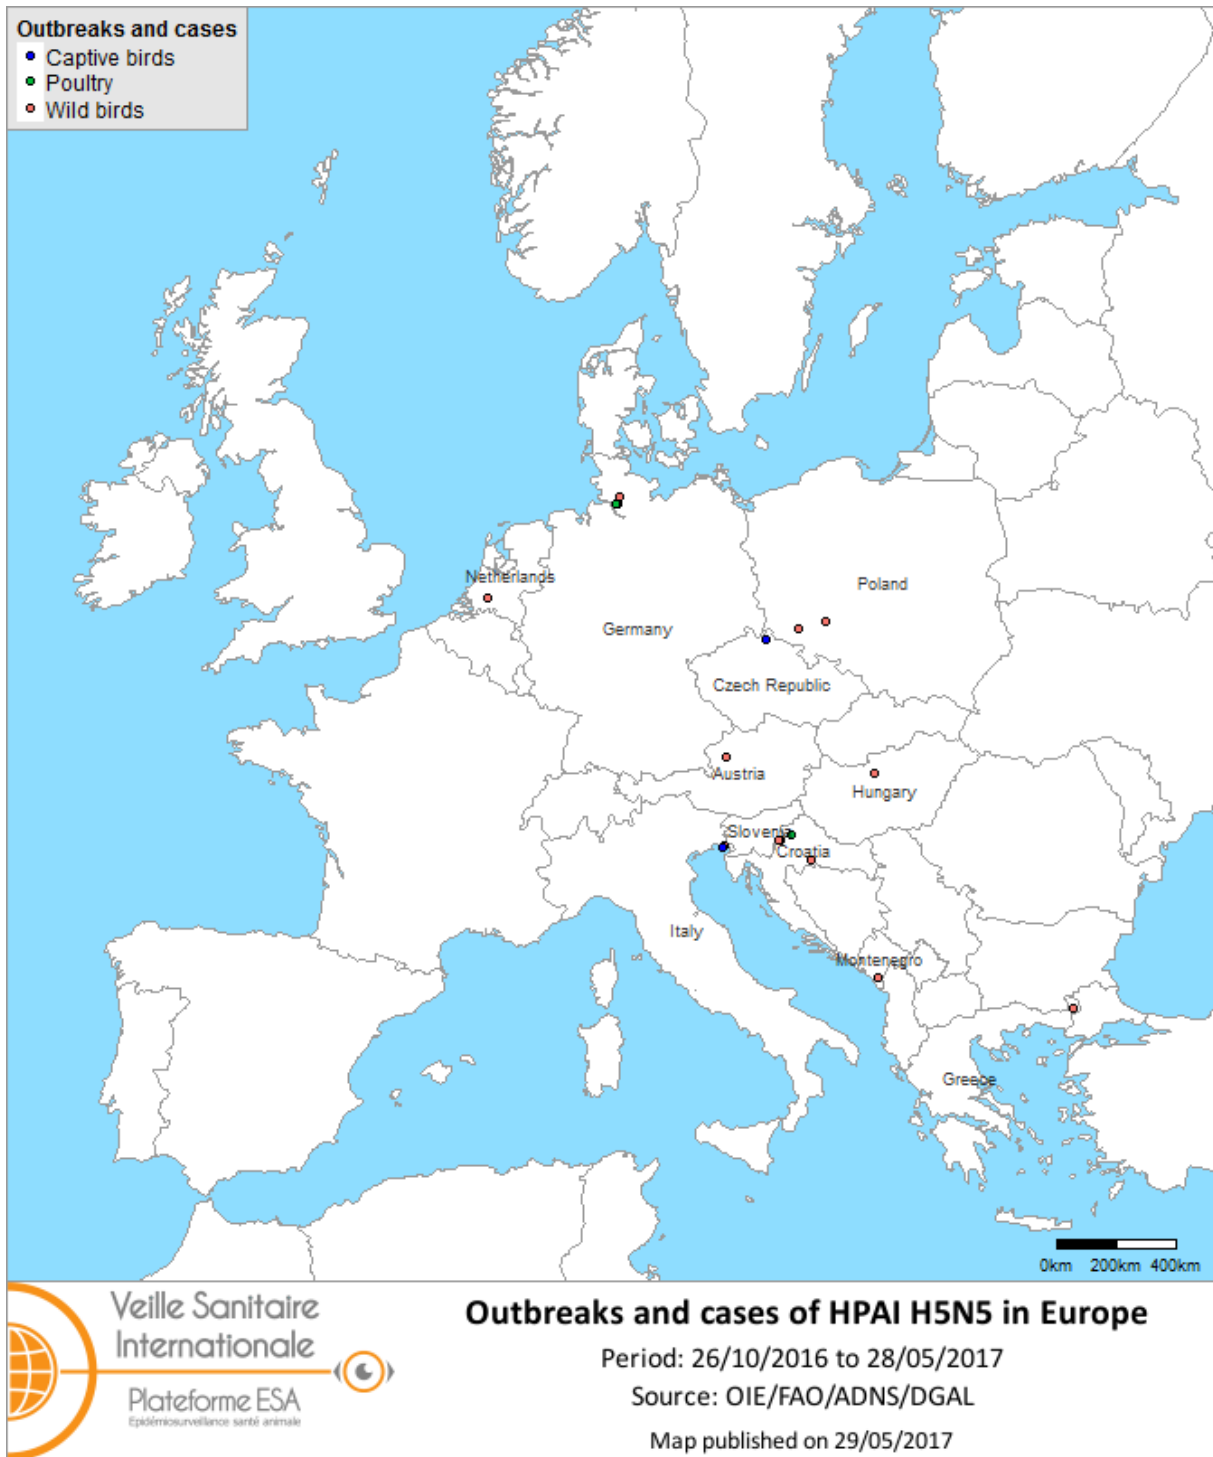 Outbreaks and cases
Captive birds
Poultry
Wild birds
Netherlands
Poland
Germany
Czech Republic
Austria
Hungary
Slovenia
Croatia
Italy
Montenegro
Greece
0km 200km 400km
Veille Sanitaire
Internationale
Plateforme ESA
Epidémiosurveillance santé animale
Outbreaks and cases of HPAI H5N5 in Europe
Period: 26/10/2016 to 28/05/2017
Source: OIE/FAO/ADNS/DGAL
Map published on 29/05/2017